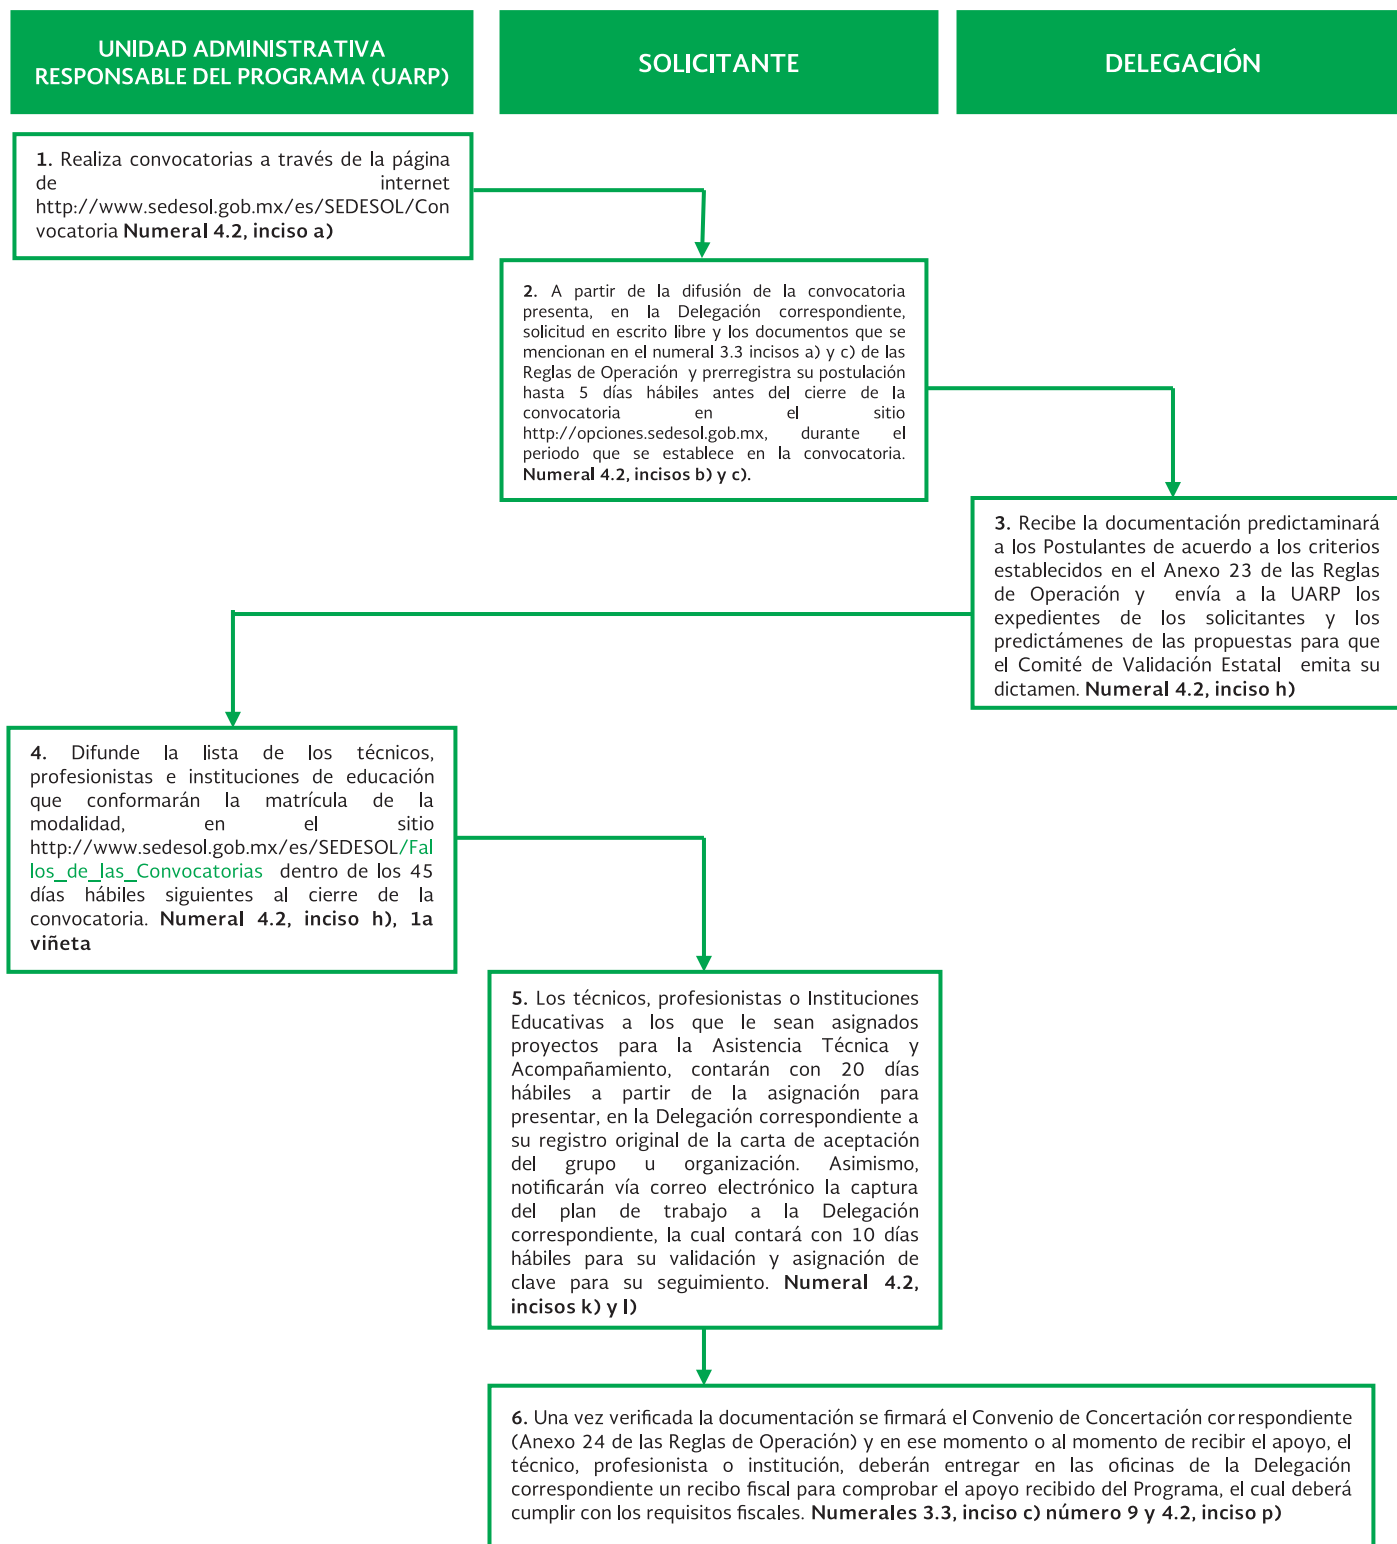 UNIDAD ADMINISTRATIVA
RESPONSABLE DEL PROGRAMA (UARP)
SOLICITANTE
DELEGACIÓN
1. Realiza convocatorias a través de la página
de internet
http://www.sedesol.gob.mx/es/SEDESOL/Con
vocatoria Numeral 4.2, inciso a)
2. A partir de la difusión de la convocatoria
presenta, en la Delegación correspondiente,
solicitud en escrito libre y los documentos que se
mencionan en el numeral 3.3 incisos a) y c) de las
Reglas de Operación y prerregistra su postulación
hasta 5 días hábiles antes del cierre de la
convocatoria en el sitio
http://opciones.sedesol.gob.mx, durante el
periodo que se establece en la convocatoria.
Numeral 4.2, incisos b) y c).
3. Recibe la documentación predictaminará
a los Postulantes de acuerdo a los criterios
establecidos en el Anexo 23 de las Reglas
de Operación y envía a la UARP los
expedientes de los solicitantes y los
predictámenes de las propuestas para que
el Comité de Validación Estatal emita su
dictamen. Numeral 4.2, inciso h)
4. Difunde la lista de los técnicos,
profesionistas e instituciones de educación
que conformarán la matrícula de la
modalidad, en el sitio
http://www.sedesol.gob.mx/es/SEDESOL/Fal
los_de_las_Convocatorias dentro de los 45
días hábiles siguientes al cierre de la
convocatoria. Numeral 4.2, inciso h), 1a
viñeta
5. Los técnicos, profesionistas o Instituciones
Educativas a los que le sean asignados
proyectos para la Asistencia Técnica y
Acompañamiento, contarán con 20 días
hábiles a partir de la asignación para
presentar, en la Delegación correspondiente a
su registro original de la carta de aceptación
del grupo u organización. Asimismo,
notificarán vía correo electrónico la captura
del plan de trabajo a la Delegación
correspondiente, la cual contará con 10 días
hábiles para su validación y asignación de
clave para su seguimiento. Numeral 4.2,
incisos k) y l)
6. Una vez verificada la documentación se firmará el Convenio de Concertación correspondiente
(Anexo 24 de las Reglas de Operación) y en ese momento o al momento de recibir el apoyo, el
técnico, profesionista o institución, deberán entregar en las oficinas de la Delegación
correspondiente un recibo fiscal para comprobar el apoyo recibido del Programa, el cual deberá
cumplir con los requisitos fiscales. Numerales 3.3, inciso c) número 9 y 4.2, inciso p)